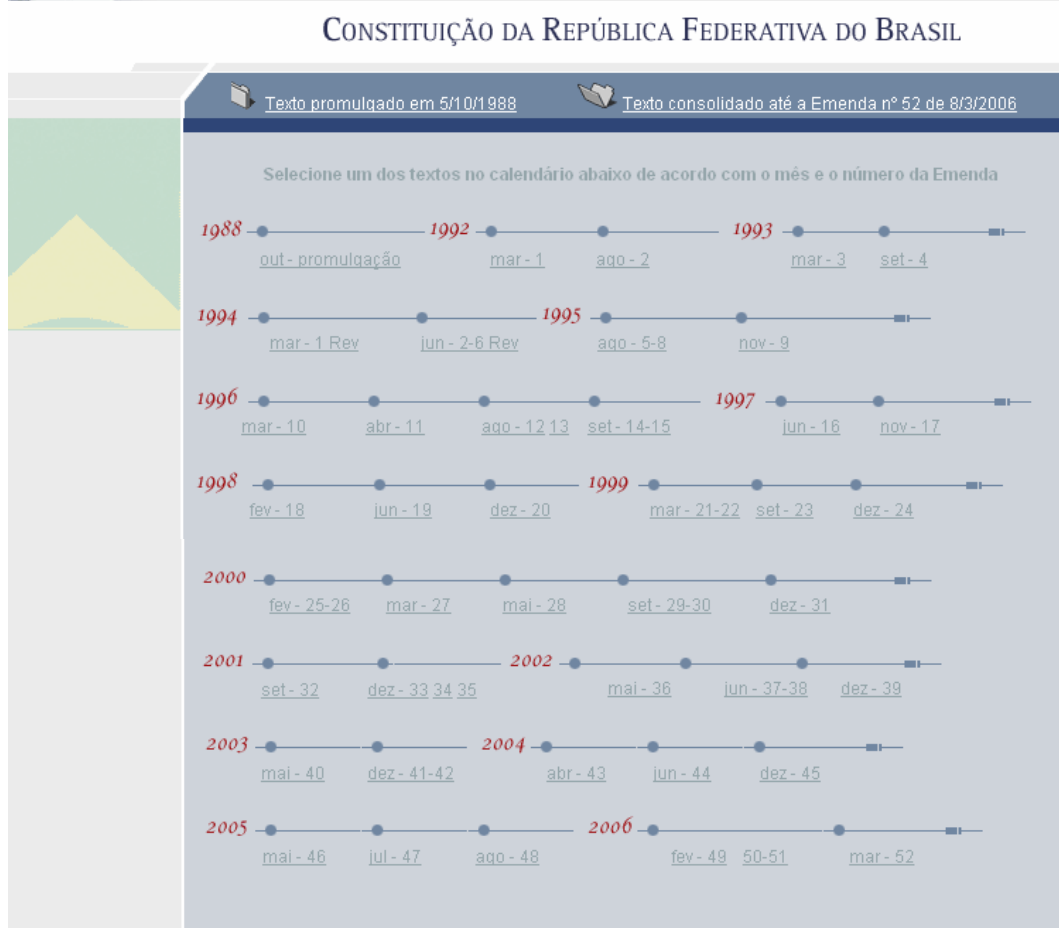 CONSTITUIÇÃO DA REPÚBLICA FEDERATIVA DO BRASIL
Texto promulgado em 5/10/1988 Texto consolidado até a Emenda nº 52 de 8/3/2006
Selecione um dos textos no calendário abaixo de acordo com o mês e o número da Emenda
1988 1992 1993
out - promulgação mar - 1 ago - 2 mar - 3 set - 4
1994 1995
mar - 1 Rev jun - 2-6 Rev ago - 5-8 nov - 9
1996 1997
mar - 10 abr - 11 ago - 12 13 set - 14-15 jun - 16 nov - 17
1998 1999
fev - 18 jun - 19 dez - 20 mar - 21-22 set - 23 dez - 24
2000
fev - 25-26 mar - 27 mai - 28 set - 29-30 dez - 31
2001 2002
set - 32 dez - 33 34 35 mai - 36 jun - 37-38 dez - 39
2003 2004
mai - 40 dez - 41-42 abr - 43 jun - 44 dez - 45
2005 2006
mai - 46 jul - 47 ago - 48 fev - 49 50-51 mar - 52